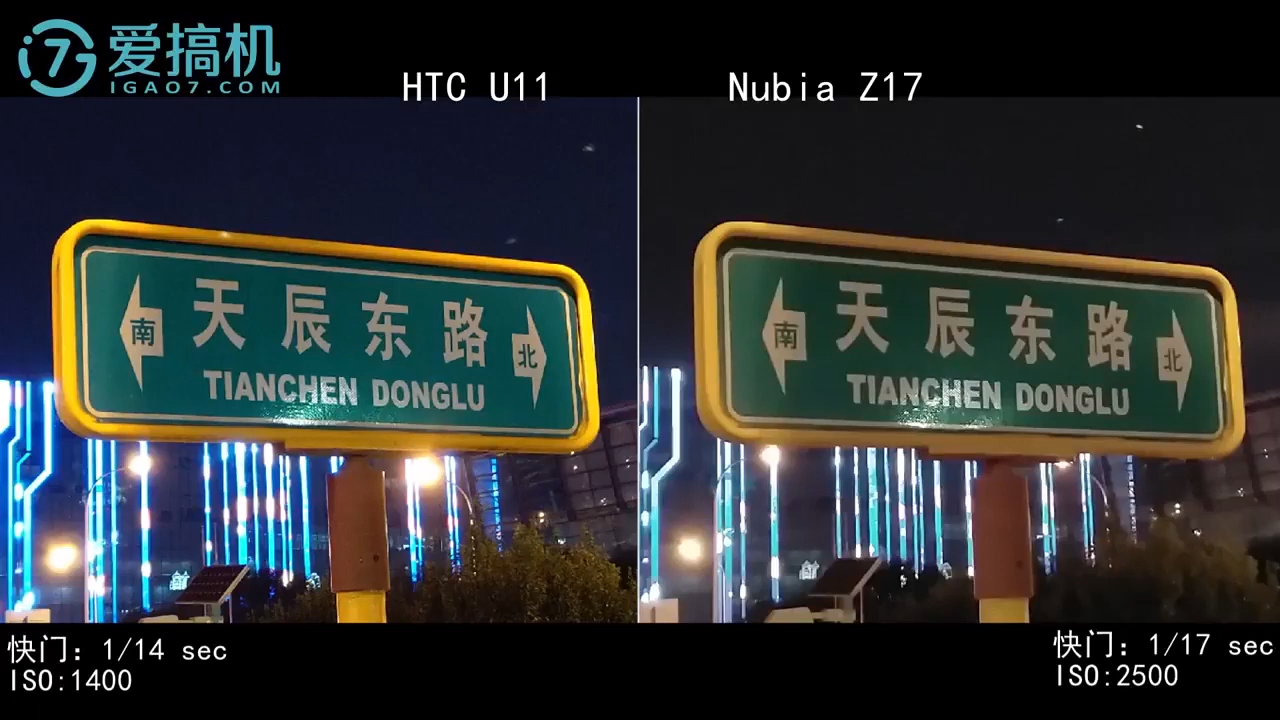 爱搞机
IGAO7.COM
HTC U11
Nubia Z17
南
天辰东路
北
TIANCHEN DONGLU
南
天辰东路
北
TIANCHEN DONGLU
快门: 1/14 sec
ISO:1400
快门: 1/17 sec
ISO:2500